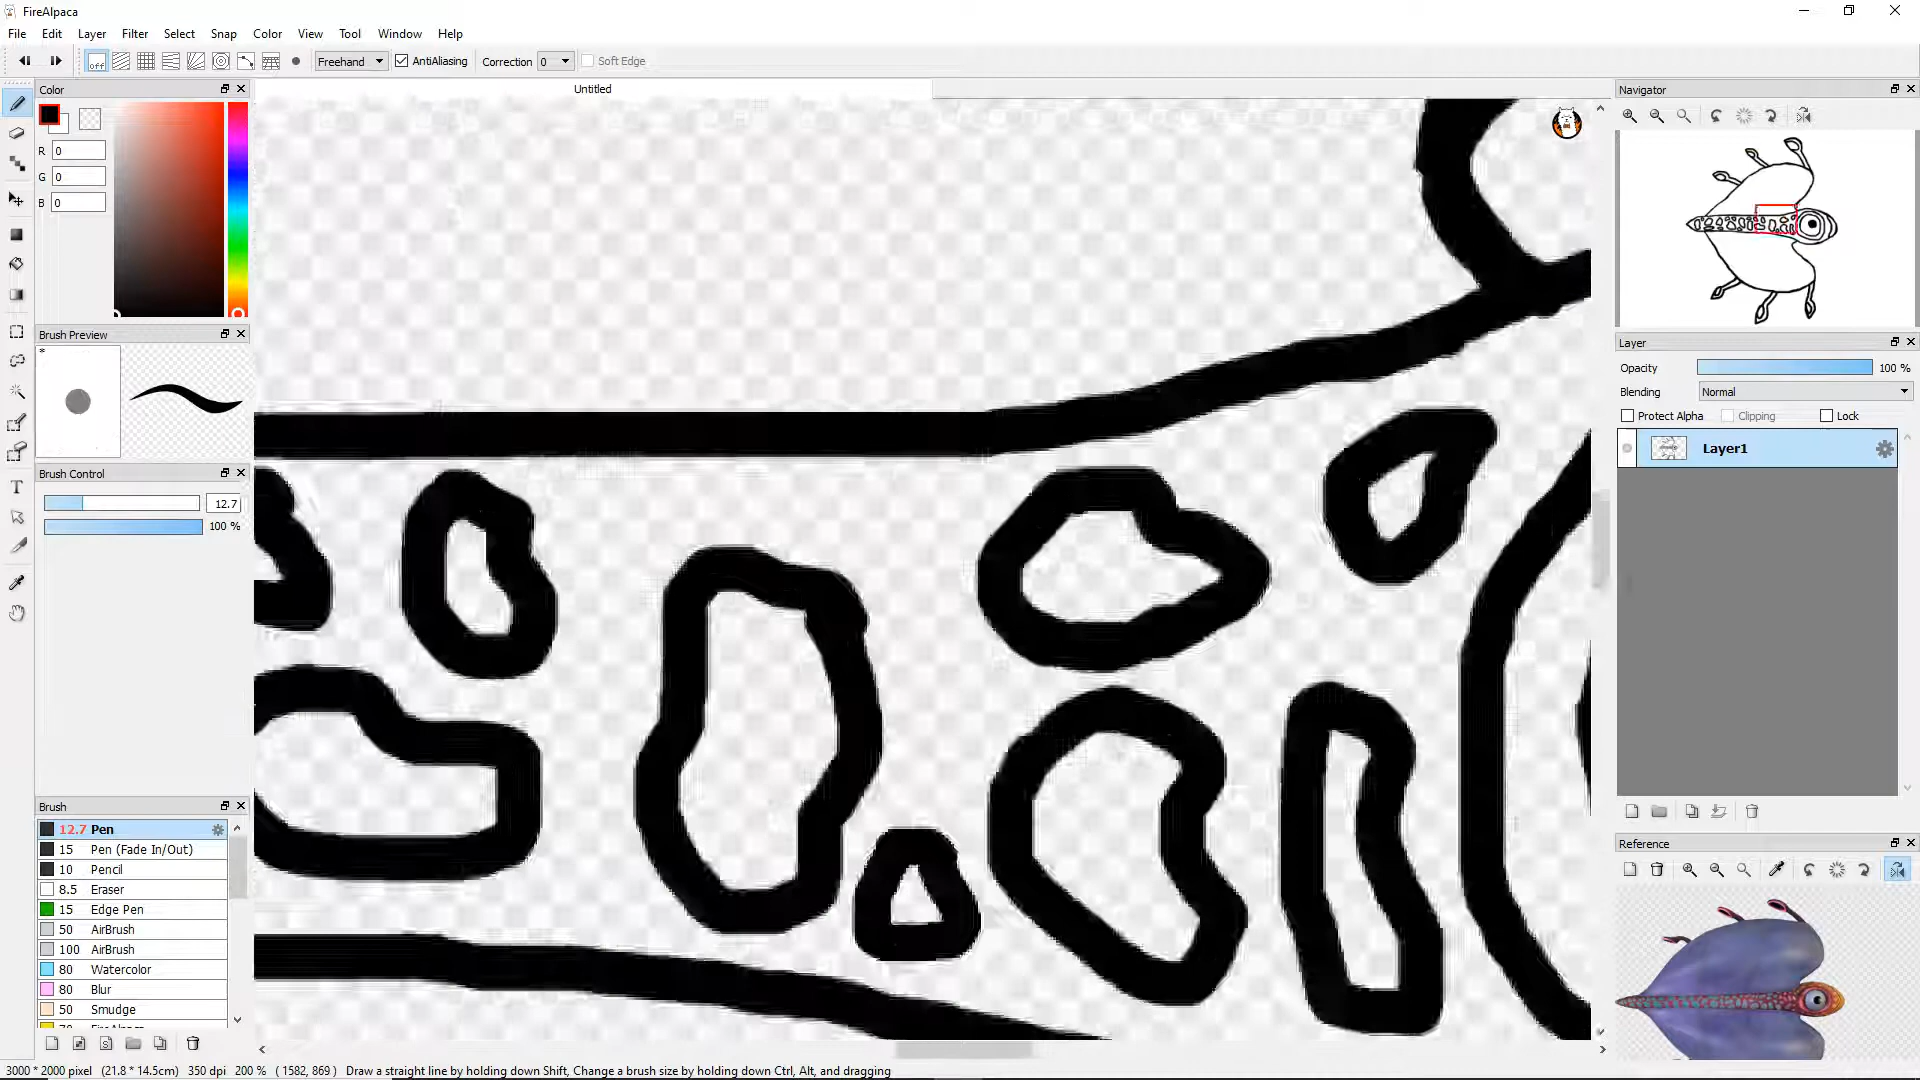 FireAlpaca
File Edit Layer Filter Select Snap Color View Tool Window Help
off Freehand AntiAliasing Correction 0 Soft Edge
Color
R 0
G 0
B 0
Brush Preview
*
Brush Control
12.7
100 %
Brush
12.7 Pen
15 Pen (Fade In/Out)
10 Pencil
8.5 Eraser
15 Edge Pen
50 AirBrush
100 AirBrush
80 Watercolor
80 Blur
50 Smudge
Untitled
Navigator
Layer
Opacity 100 %
Blending Normal
Protect Alpha Clipping Lock
Layer1
Reference
3000 * 2000 pixel (21.8 * 14.5cm) 350 dpi 200 % ( 1582, 869 ) Draw a straight line by holding down Shift, Change a brush size by holding down Ctrl, Alt, and dragging